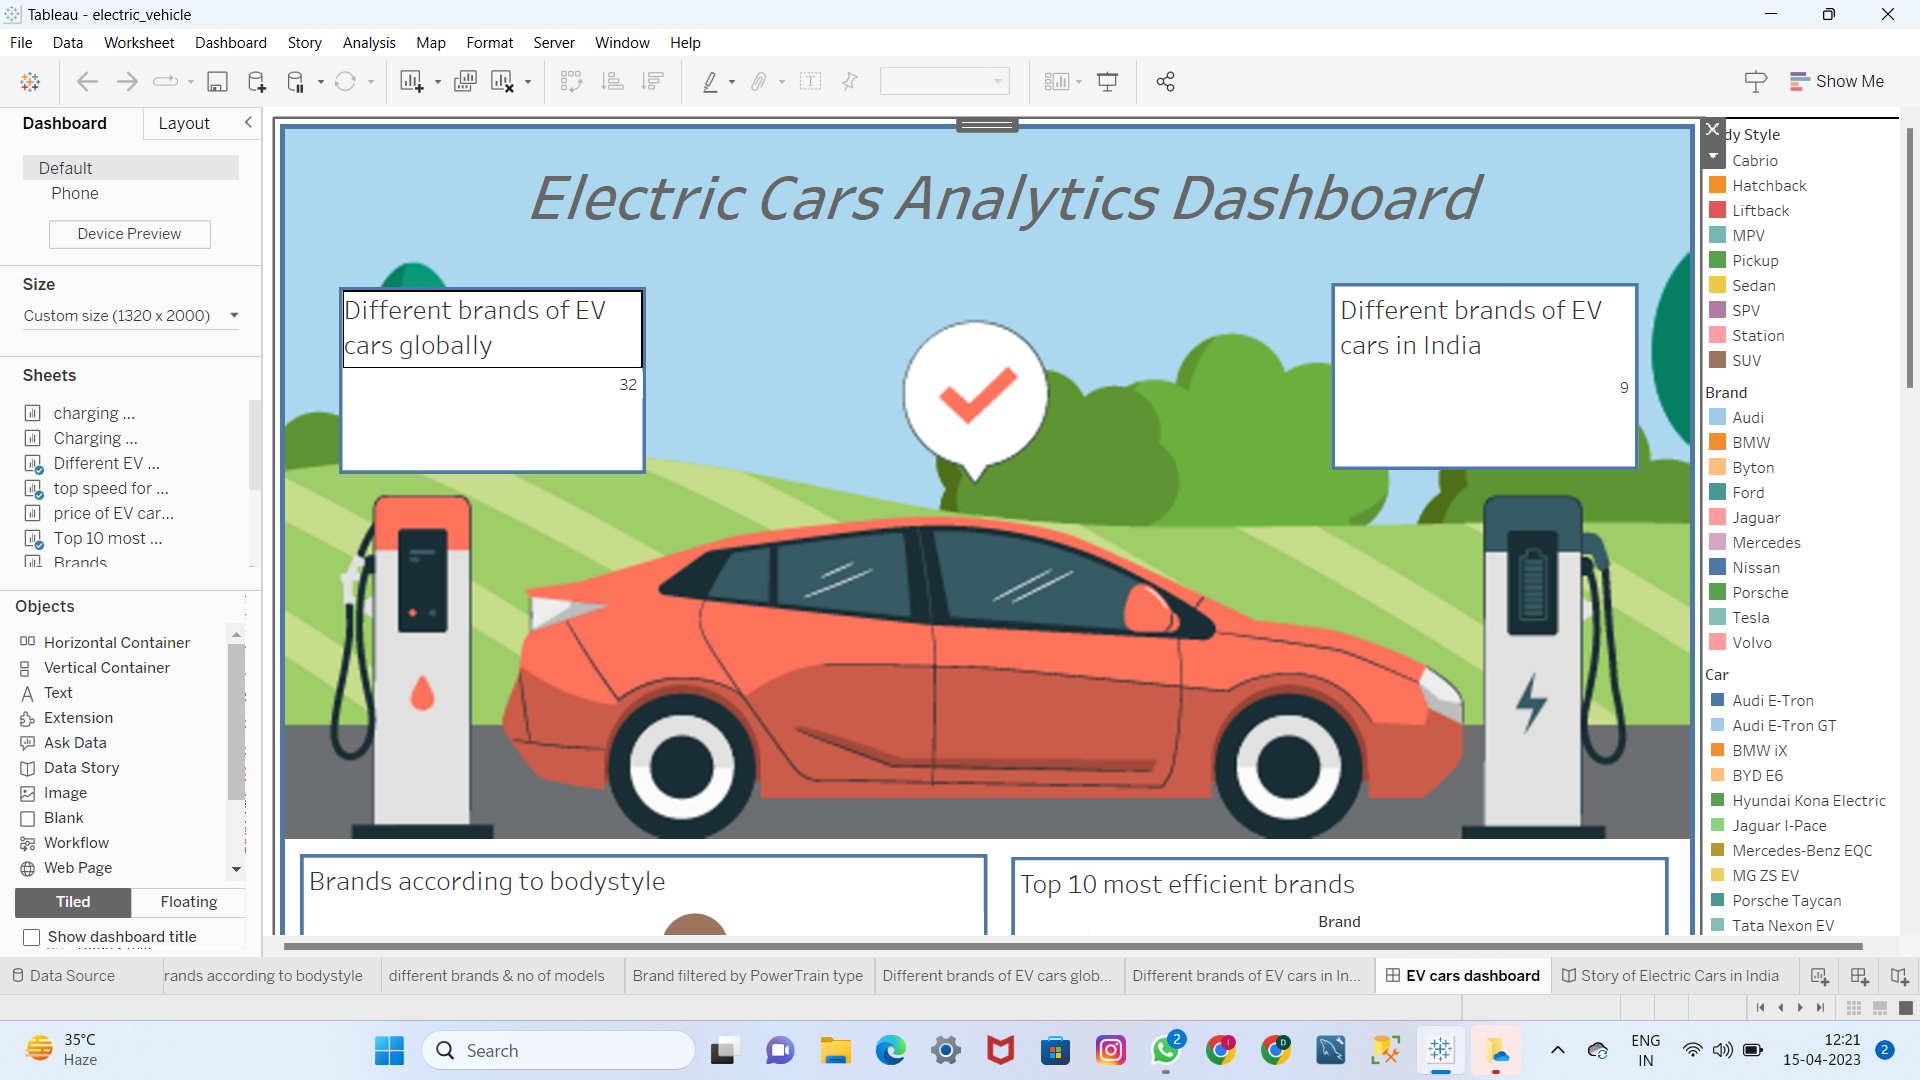 Tableau - electric_vehicle
File Data Worksheet Dashboard Story Analysis Map Format Server Window Help
Show Me
Dashboard Layout
Default
Phone
Device Preview
Size
Custom size (1320 x 2000)
Sheets
charging ...
Charging ...
Different EV ...
top speed for ...
price of EV car...
Top 10 most ...
Brands
Objects
Horizontal Container
Vertical Container
Text
Extension
Ask Data
Data Story
Image
Blank
Workflow
Web Page
Tiled Floating
Show dashboard title
Electric Cars Analytics Dashboard
Different brands of EV
cars globally
32
Different brands of EV
cars in India
9
Brands according to bodystyle
Top 10 most efficient brands
Brand
dy Style
Cabrio
Hatchback
Liftback
MPV
Pickup
Sedan
SPV
Station
SUV
Brand
Audi
BMW
Byton
Ford
Jaguar
Mercedes
Nissan
Porsche
Tesla
Volvo
Car
Audi E-Tron
Audi E-Tron GT
BMW iX
BYD E6
Hyundai Kona Electric
Jaguar I-Pace
Mercedes-Benz EQC
MG ZS EV
Porsche Taycan
Tata Nexon EV
Data Source rands according to bodystyle different brands & no of models Brand filtered by PowerTrain type Different brands of EV cars glob... Different brands of EV cars in In... EV cars dashboard Story of Electric Cars in India
35°C
Haze
Search
2
ENG
IN
12:21
15-04-2023
2